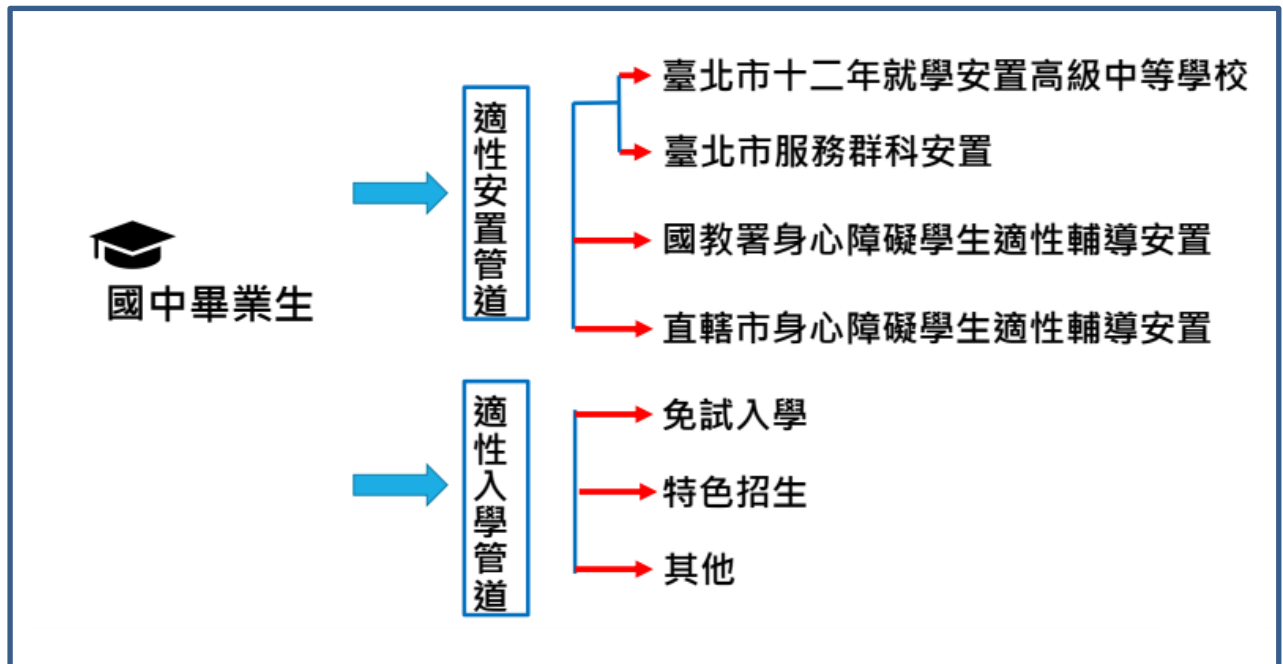 國中畢業生
適性安置管道
臺北市十二年就學安置高級中等學校
臺北市服務群科安置
國教署身心障礙學生適性輔導安置
直轄市身心障礙學生適性輔導安置
適性入學管道
免試入學
特色招生
其他